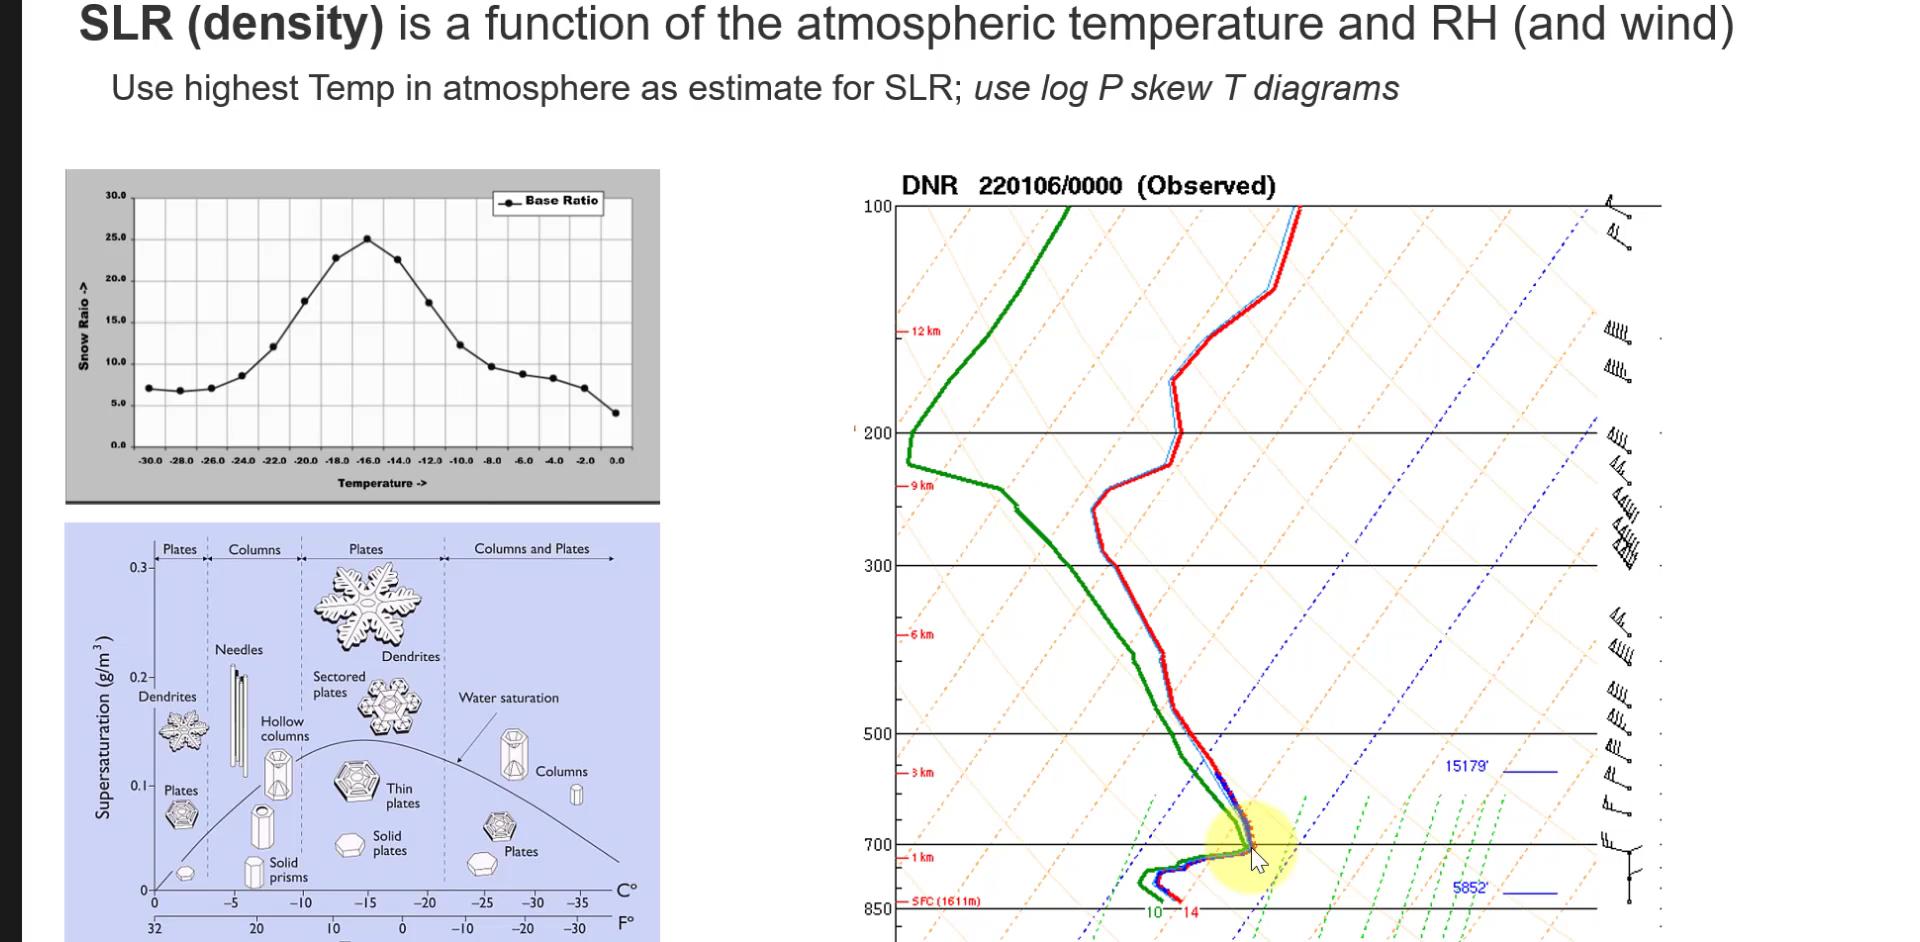 SLR (density) is a function of the atmospheric temperature and RH (and wind)
Use highest Temp in atmosphere as estimate for SLR; use log P skew T diagrams
Base Ratio
Snow Raio ->
30.0
25.0
20.0
15.0
10.0
5.0
0.0
-30.0 -28.0 -26.0 -24.0 -22.0 -20.0 -18.0 -16.0 -14.0 -12.0 -10.0 -8.0 -6.0 -4.0 -2.0 0.0
Temperature ->
Plates Columns Plates Columns and Plates
Supersaturation (g/m³)
0.3
0.2
0.1
0
Dendrites
Needles
Sectored
plates
Dendrites
Water saturation
Hollow
columns
Columns
Plates
Thin
plates
Solid
plates
Plates
Solid
prisms
0 -5 -10 -15 -20 -25 -30 -35 C°
32 20 10 0 -10 -20 -30 F°
DNR 220106/0000 (Observed)
100
12 km
200
9 km
300
6 km
500
15179'
3 km
700
1 km
5852'
SFC (1611m)
850
10 14